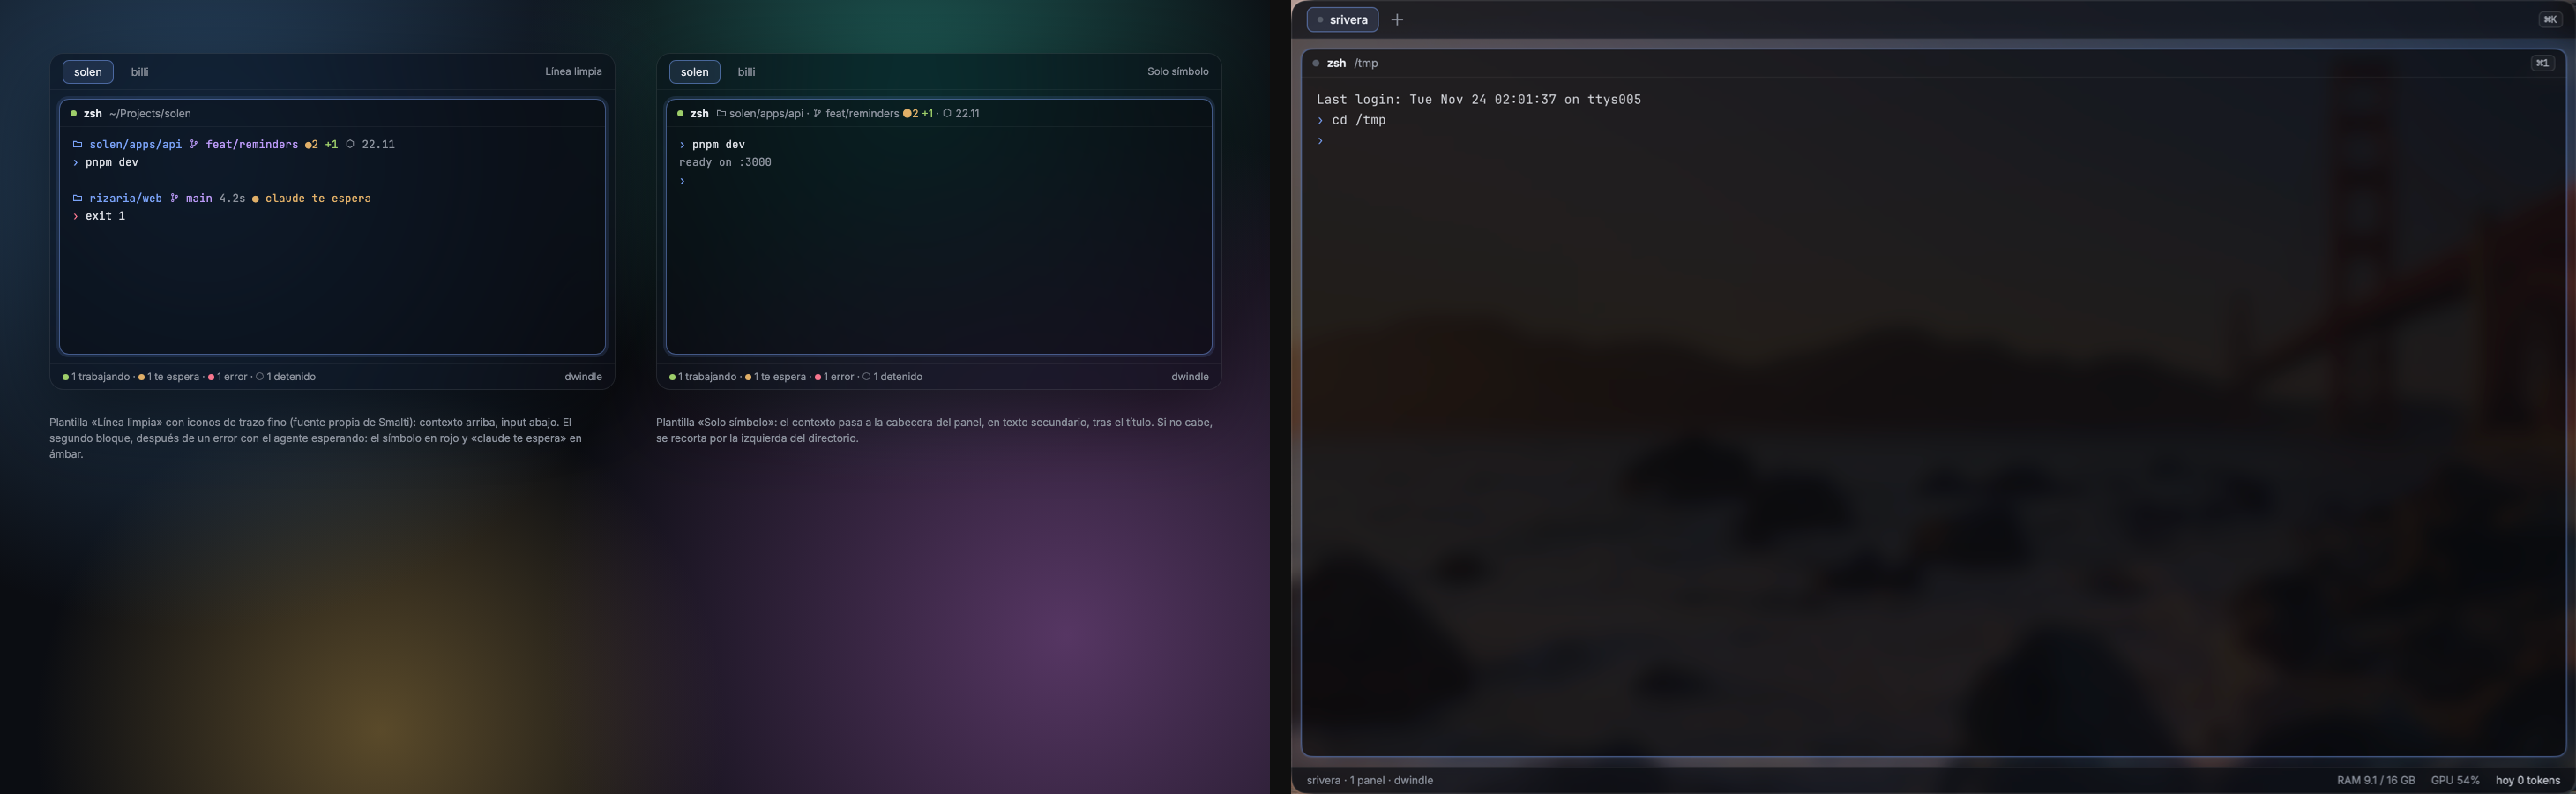 solen billi Línea limpia
zsh ~/Projects/solen
solen/apps/api feat/reminders ●2 +1 ⬡ 22.11
› pnpm dev
rizaria/web main 4.2s ● claude te espera
› exit 1
● 1 trabajando · ● 1 te espera · ● 1 error · ⬡ 1 detenido dwindle
Plantilla «Línea limpia» con iconos de trazo fino (fuente propia de Smalti): contexto arriba, input abajo. El
segundo bloque, después de un error con el agente esperando: el símbolo en rojo y «claude te espera» en
ámbar.
solen billi Solo símbolo
zsh solen/apps/api · feat/reminders ●2 +1 · ⬡ 22.11
› pnpm dev
ready on :3000
›
● 1 trabajando · ● 1 te espera · ● 1 error · ⬡ 1 detenido dwindle
Plantilla «Solo símbolo»: el contexto pasa a la cabecera del panel, en texto secundario, tras el título. Si no cabe,
se recorta por la izquierda del directorio.
srivera + ⌘K
zsh /tmp ⌘1
Last login: Tue Nov 24 02:01:37 on ttys005
› cd /tmp
›
srivera · 1 panel · dwindle RAM 9.1 / 16 GB GPU 54% hoy 0 tokens